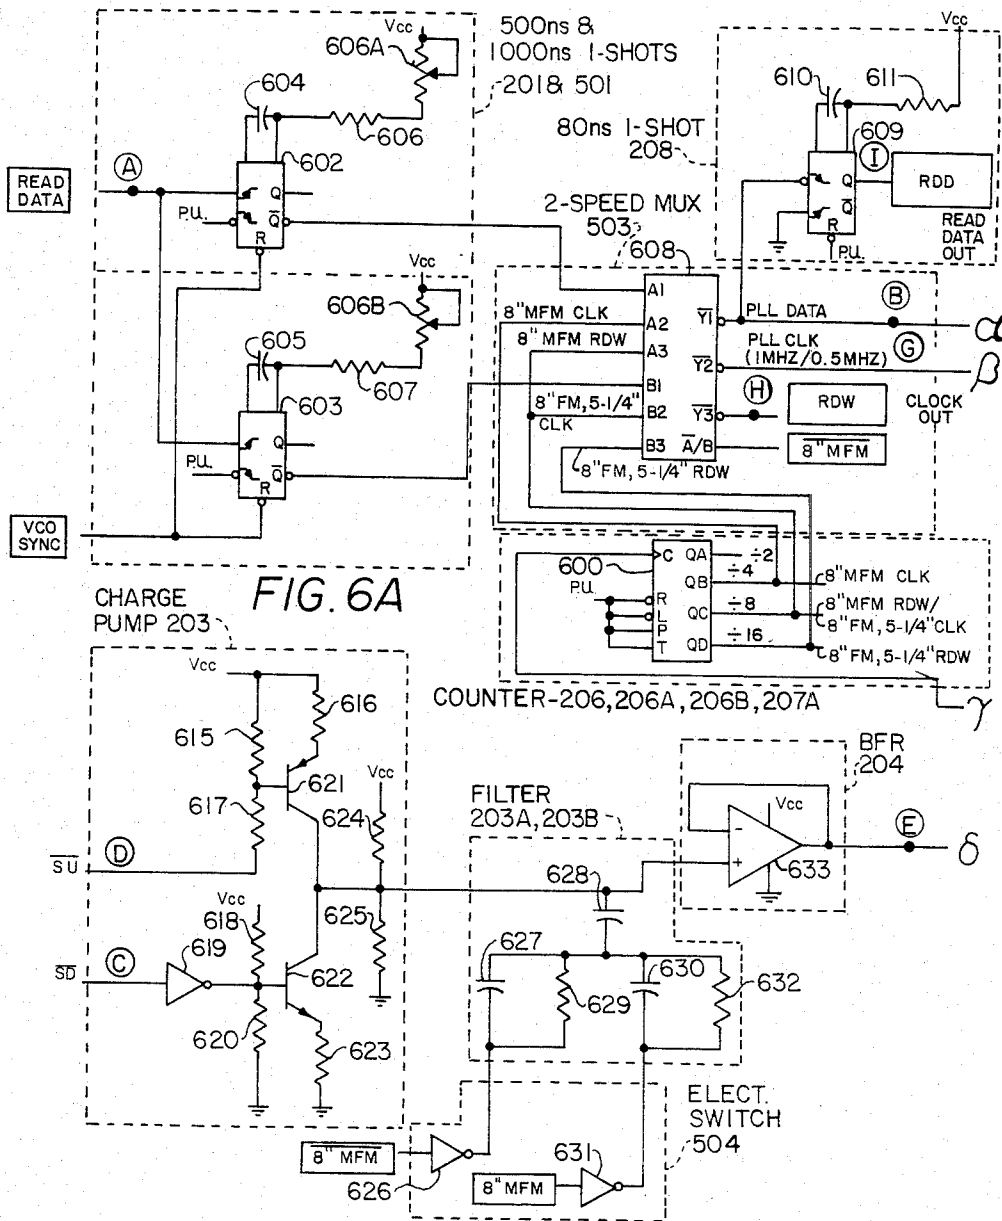 Vcc
606A
500ns &
1000ns 1-SHOTS
201 & 501
604
606
602
READ
DATA
A
P.U.
Q
Q̅
R
Vcc
606B
605
607
603
P.U.
Q
Q̅
R
VCO
SYNC
Vcc
610
611
80ns 1-SHOT
208
609
I
Q
Q̅
R
P.U.
RDD
READ
DATA
OUT
2-SPEED MUX
503
608
8" MFM CLK
8" MFM RDW
8" FM, 5-1/4"
CLK
8" FM, 5-1/4" RDW
A1
A2
A3
B1
B2
B3
Y̅1̅
Y̅2̅
Y̅3̅
A̅/B
PLL DATA
B
α
PLL CLK
(1MHZ/0.5MHZ)
G
β
CLOCK
OUT
H
RDW
8" MFM
600
C
P.U.
R
L
P
T
QA
QB
QC
QD
÷2
÷4
÷8
÷16
8" MFM CLK
8" MFM RDW/
8" FM, 5-1/4" CLK
8" FM, 5-1/4" RDW
γ
COUNTER-206, 206A, 206B, 207A
FIG. 6A
CHARGE
PUMP 203
Vcc
615
616
617
621
S̅U̅
D
Vcc
618
619
S̅D̅
C
620
622
623
Vcc
624
625
FILTER
203A, 203B
628
627
629
630
632
BFR
204
Vcc
-
+
633
E
δ
ELECT.
SWITCH
504
8" MFM
626
8" MFM
631